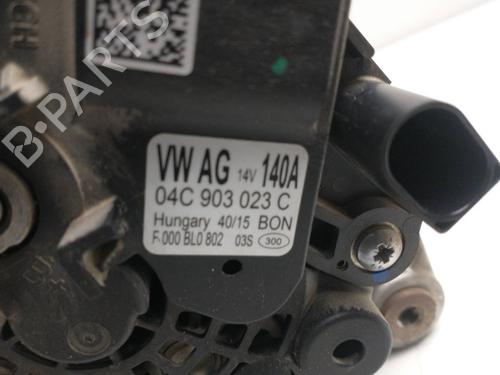 B-PARTS
VW AG 14V 140A
04C 903 023 C
Hungary 40/15 BON
F 000 BL0 802 03S 300